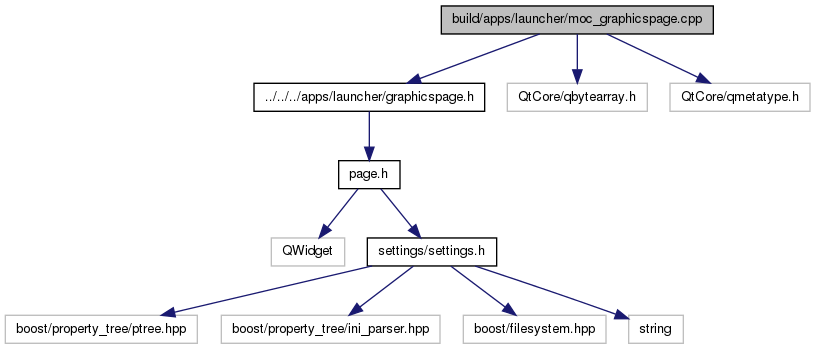 build/apps/launcher/moc_graphicspage.cpp
../../../apps/launcher/graphicspage.h
QtCore/qbytearray.h
QtCore/qmetatype.h
page.h
QWidget
settings/settings.h
boost/property_tree/ptree.hpp
boost/property_tree/ini_parser.hpp
boost/filesystem.hpp
string